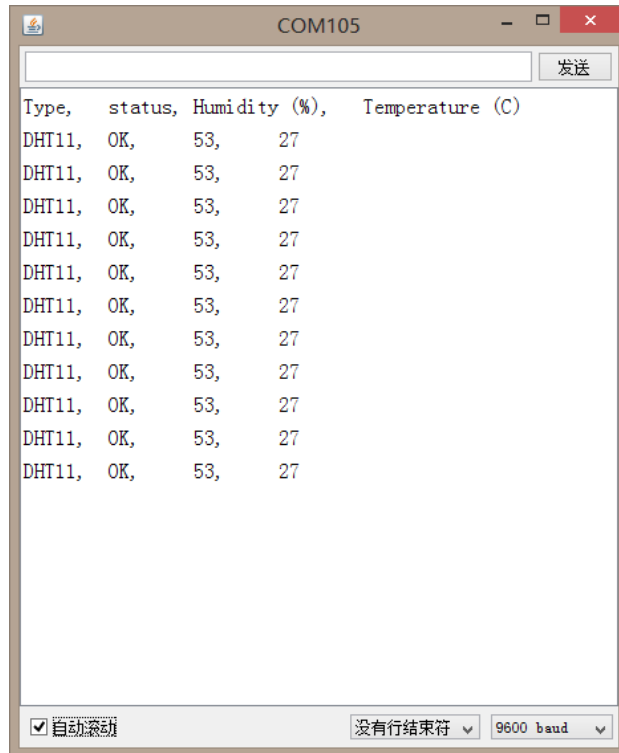 COM105
发送
Type, status, Humidity (%), Temperature (C)
DHT11, OK, 53, 27
DHT11, OK, 53, 27
DHT11, OK, 53, 27
DHT11, OK, 53, 27
DHT11, OK, 53, 27
DHT11, OK, 53, 27
DHT11, OK, 53, 27
DHT11, OK, 53, 27
DHT11, OK, 53, 27
DHT11, OK, 53, 27
DHT11, OK, 53, 27
自动滚动 没有行结束符 9600 baud